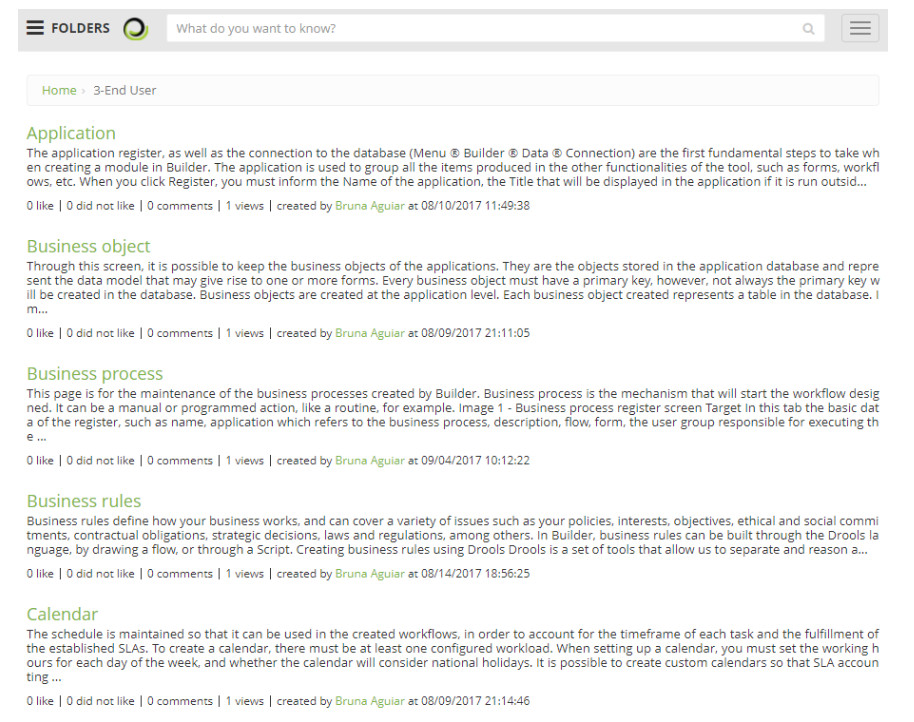 FOLDERS What do you want to know?
Home › 3-End User
Application
The application register, as well as the connection to the database (Menu ® Builder ® Data ® Connection) are the first fundamental steps to take wh
en creating a module in Builder. The application is used to group all the items produced in the other functionalities of the tool, such as forms, workfl
ows, etc. When you click Register, you must inform the Name of the application, the Title that will be displayed in the application if it is run outsid...
0 like | 0 did not like | 0 comments | 1 views | created by Bruna Aguiar at 08/10/2017 11:49:38
Business object
Through this screen, it is possible to keep the business objects of the applications. They are the objects stored in the application database and repre
sent the data model that may give rise to one or more forms. Every business object must have a primary key, however, not always the primary key w
ill be created in the database. Business objects are created at the application level. Each business object created represents a table in the database. I
m...
0 like | 0 did not like | 0 comments | 1 views | created by Bruna Aguiar at 08/09/2017 21:11:05
Business process
This page is for the maintenance of the business processes created by Builder. Business process is the mechanism that will start the workflow desig
ned. It can be a manual or programmed action, like a routine, for example. Image 1 - Business process register screen Target In this tab the basic dat
a of the register, such as name, application which refers to the business process, description, flow, form, the user group responsible for executing th
e ...
0 like | 0 did not like | 0 comments | 1 views | created by Bruna Aguiar at 09/04/2017 10:12:22
Business rules
Business rules define how your business works, and can cover a variety of issues such as your policies, interests, objectives, ethical and social commi
tments, contractual obligations, strategic decisions, laws and regulations, among others. In Builder, business rules can be built through the Drools la
nguage, by drawing a flow, or through a Script. Creating business rules using Drools Drools is a set of tools that allow us to separate and reason a...
0 like | 0 did not like | 0 comments | 1 views | created by Bruna Aguiar at 08/14/2017 18:56:25
Calendar
The schedule is maintained so that it can be used in the created workflows, in order to account for the timeframe of each task and the fulfillment of
the established SLAs. To create a calendar, there must be at least one configured workload. When setting up a calendar, you must set the working h
ours for each day of the week, and whether the calendar will consider national holidays. It is possible to create custom calendars so that SLA accoun
ting ...
0 like | 0 did not like | 0 comments | 1 views | created by Bruna Aguiar at 08/09/2017 21:14:46